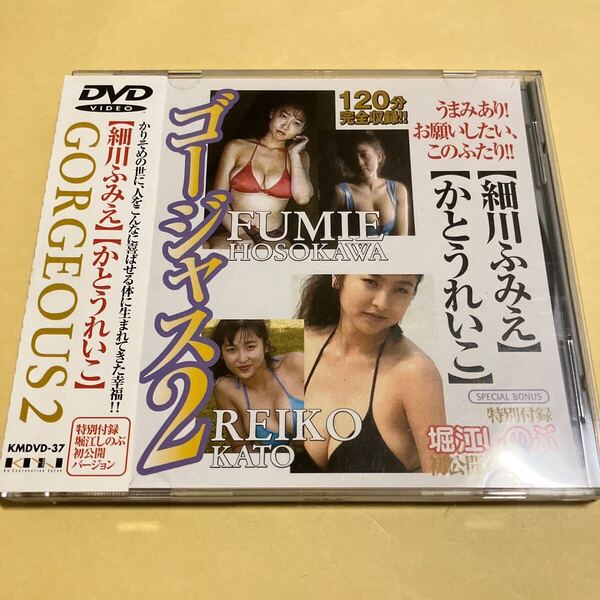 DVD
VIDEO
かりそめの世に、人をこんなに喜ばせる体に生まれてきた幸福!!
【細川ふみえ】【かとうれいこ】
GORGEOUS 2
特別付録
堀江しのぶ
初公開
バージョン
KMDVD-37
ゴージャス2
120分
完全収録!!
FUMIE
HOSOKAWA
REIKO
KATO
うまみあり!
お願いしたい、
このふたり!!
【細川ふみえ】
【かとうれいこ】
SPECIAL BONUS
特別付録
堀江しのぶ
初公開